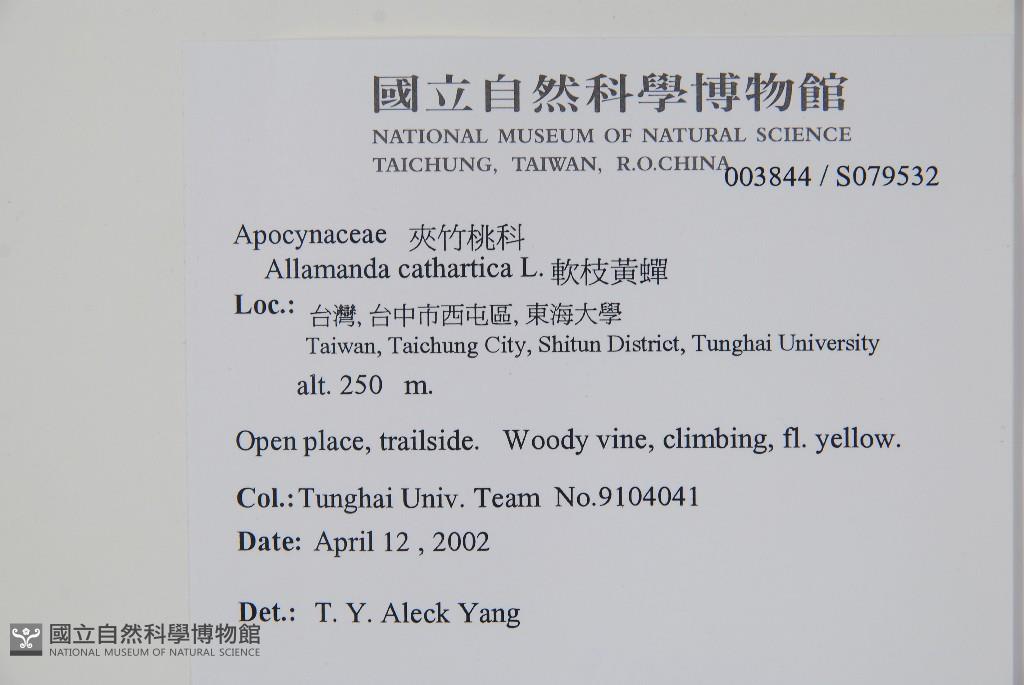 國立自然科學博物館
NATIONAL MUSEUM OF NATURAL SCIENCE
TAICHUNG, TAIWAN, R.O.CHINA
003844 / S079532
Apocynaceae 夾竹桃科
Allamanda cathartica L. 軟枝黃蟬
Loc.: 台灣, 台中市西屯區, 東海大學
Taiwan, Taichung City, Shitun District, Tunghai University
alt. 250 m.
Open place, trailside. Woody vine, climbing, fl. yellow.
Col.: Tunghai Univ. Team No.9104041
Date: April 12 , 2002
Det.: T. Y. Aleck Yang
國立自然科學博物館
NATIONAL MUSEUM OF NATURAL SCIENCE